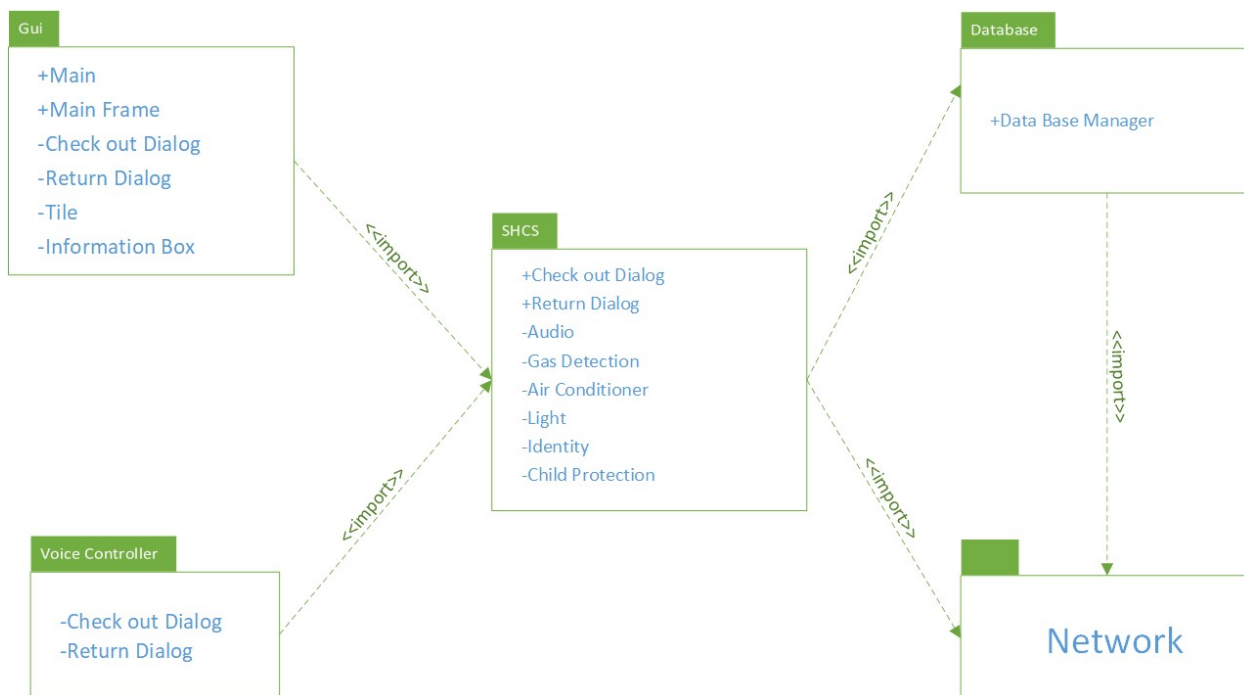 Gui
+Main
+Main Frame
-Check out Dialog
-Return Dialog
-Tile
-Information Box
<<import>>
Voice Controller
-Check out Dialog
-Return Dialog
<<import>>
SHCS
+Check out Dialog
+Return Dialog
-Audio
-Gas Detection
-Air Conditioner
-Light
-Identity
-Child Protection
<<import>>
<<import>>
Database
+Data Base Manager
<<import>>
Network